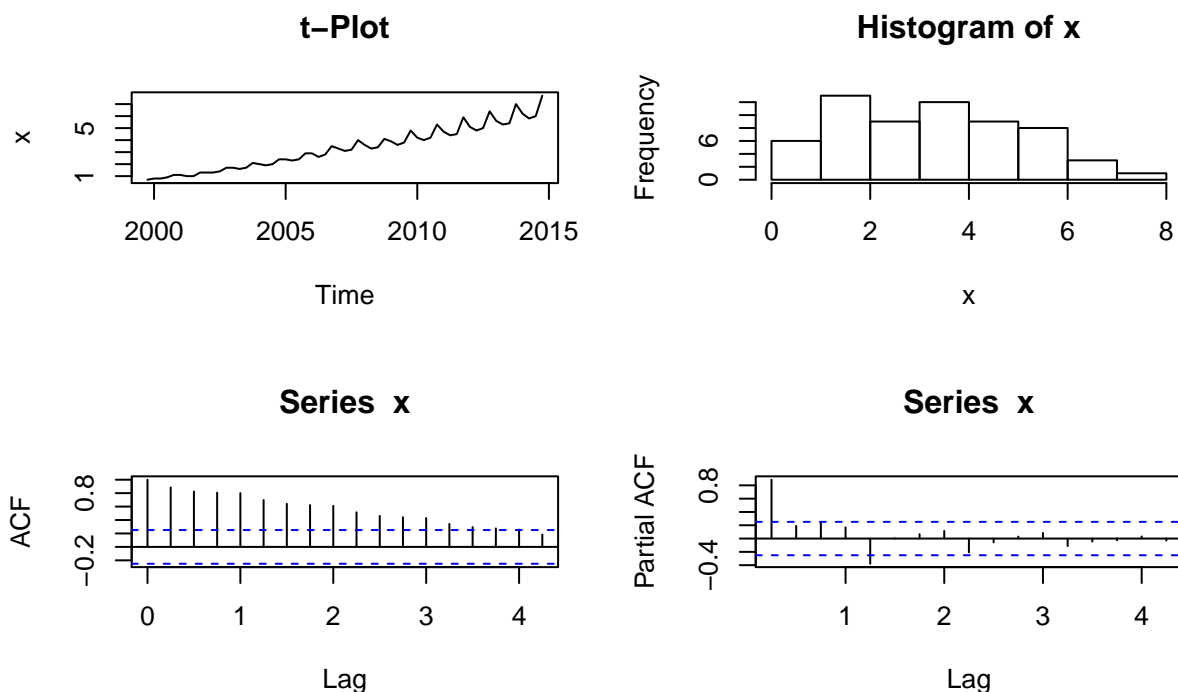 t−Plot
x
1 5
2000 2005 2010 2015
Time
Histogram of x
Frequency
0 6
0 2 4 6 8
x
Series x
ACF
−0.2 0.8
0 1 2 3 4
Lag
Series x
Partial ACF
−0.4 0.8
1 2 3 4
Lag